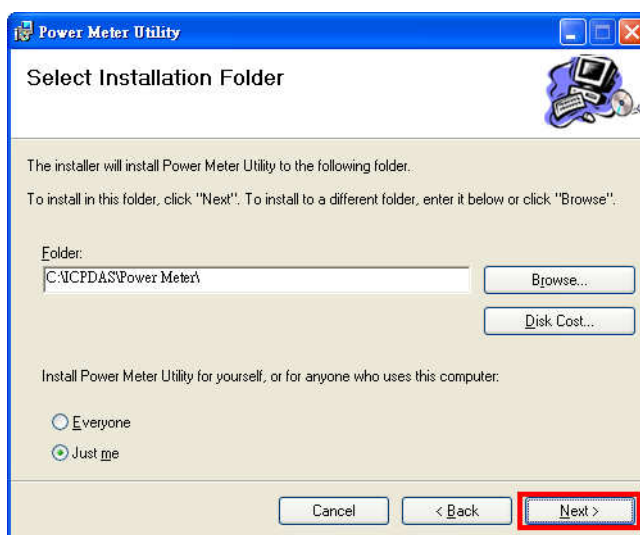 Power Meter Utility
Select Installation Folder
The installer will install Power Meter Utility to the following folder.
To install in this folder, click "Next". To install to a different folder, enter it below or click "Browse".
Folder:
C:\ICPDAS\Power Meter\
Browse...
Disk Cost...
Install Power Meter Utility for yourself, or for anyone who uses this computer:
Everyone
Just me
Cancel
< Back
Next >